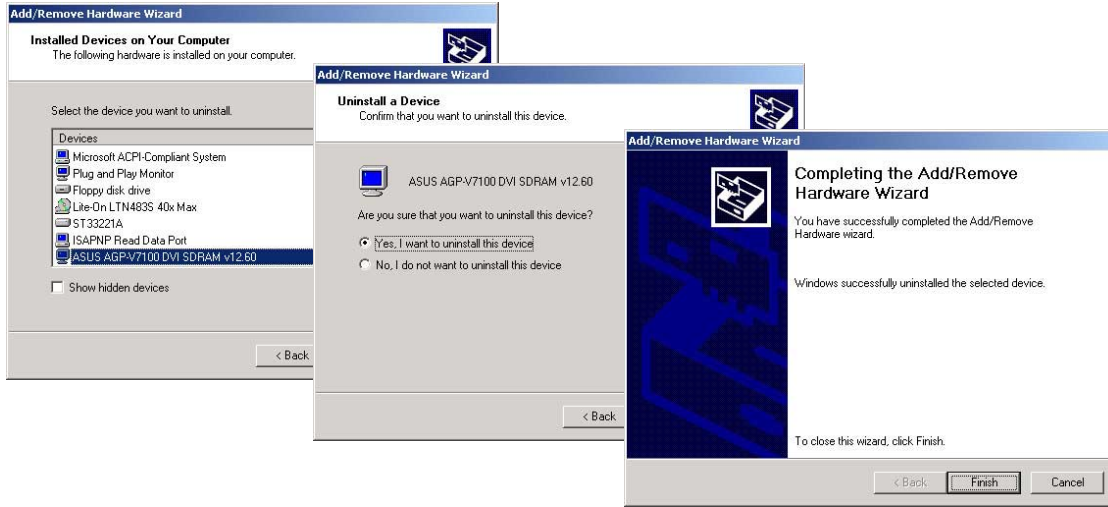 Add/Remove Hardware Wizard
Installed Devices on Your Computer
The following hardware is installed on your computer.
Select the device you want to uninstall.
Devices
Microsoft ACPI-Compliant System
Plug and Play Monitor
Floppy disk drive
Lite-On LTN483S 40x Max
ST33221A
ISAPNP Read Data Port
ASUS AGP-V7100 DVI SDRAM v12.60
Show hidden devices
< Back
Add/Remove Hardware Wizard
Uninstall a Device
Confirm that you want to uninstall this device.
ASUS AGP-V7100 DVI SDRAM v12.60
Are you sure that you want to uninstall this device?
Yes, I want to uninstall this device
No, I do not want to uninstall this device
< Back
Add/Remove Hardware Wizard
Completing the Add/Remove
Hardware Wizard
You have successfully completed the Add/Remove
Hardware wizard.
Windows successfully uninstalled the selected device.
To close this wizard, click Finish.
< Back
Finish
Cancel